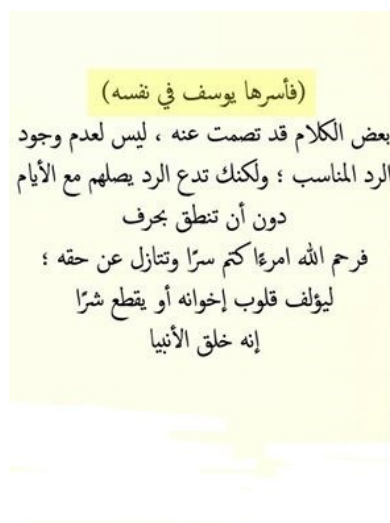 (فأسرها يوسف في نفسه)
بعض الكلام قد تصمت عنه ، ليس لعدم وجود
الرد المناسب ؛ ولكنك تدع الرد يصلهم مع الأيام
دون أن تنطق بحرف
فرحم الله امرءًا كتم سرًا وتنازل عن حقه ؛
ليؤلف قلوب إخوانه أو يقطع شرًا
إنه خلق الأنبيا